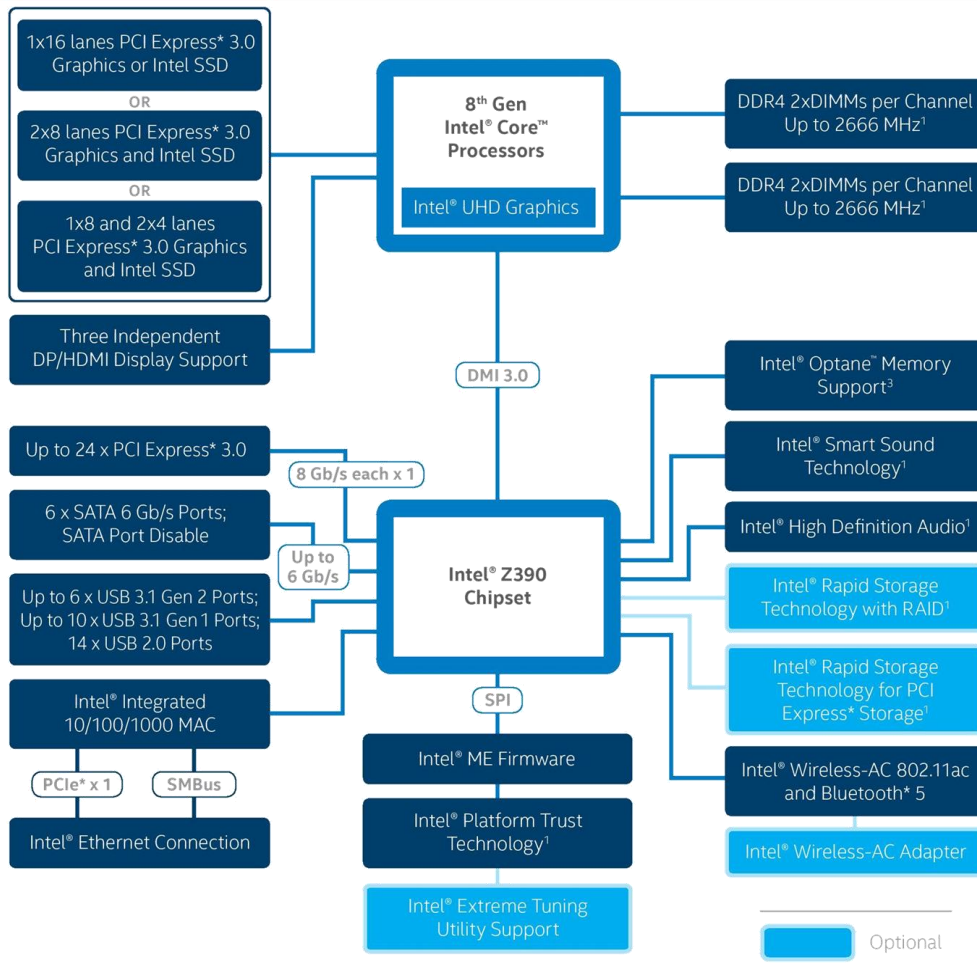 1x16 lanes PCI Express* 3.0
Graphics or Intel SSD
OR
2x8 lanes PCI Express* 3.0
Graphics and Intel SSD
OR
1x8 and 2x4 lanes
PCI Express* 3.0 Graphics
and Intel SSD
Three Independent
DP/HDMI Display Support
8th Gen
Intel® Core™
Processors
Intel® UHD Graphics
DDR4 2xDIMMs per Channel
Up to 2666 MHz¹
DDR4 2xDIMMs per Channel
Up to 2666 MHz¹
DMI 3.0
Up to 24 x PCI Express* 3.0
8 Gb/s each x 1
6 x SATA 6 Gb/s Ports;
SATA Port Disable
Up to
6 Gb/s
Up to 6 x USB 3.1 Gen 2 Ports;
Up to 10 x USB 3.1 Gen 1 Ports;
14 x USB 2.0 Ports
Intel® Integrated
10/100/1000 MAC
PCIe* x 1
SMBus
Intel® Ethernet Connection
Intel® Z390
Chipset
SPI
Intel® ME Firmware
Intel® Platform Trust
Technology¹
Intel® Extreme Tuning
Utility Support
Intel® Optane™ Memory
Support³
Intel® Smart Sound
Technology¹
Intel® High Definition Audio¹
Intel® Rapid Storage
Technology with RAID¹
Intel® Rapid Storage
Technology for PCI
Express* Storage¹
Intel® Wireless-AC 802.11ac
and Bluetooth* 5
Intel® Wireless-AC Adapter
Optional